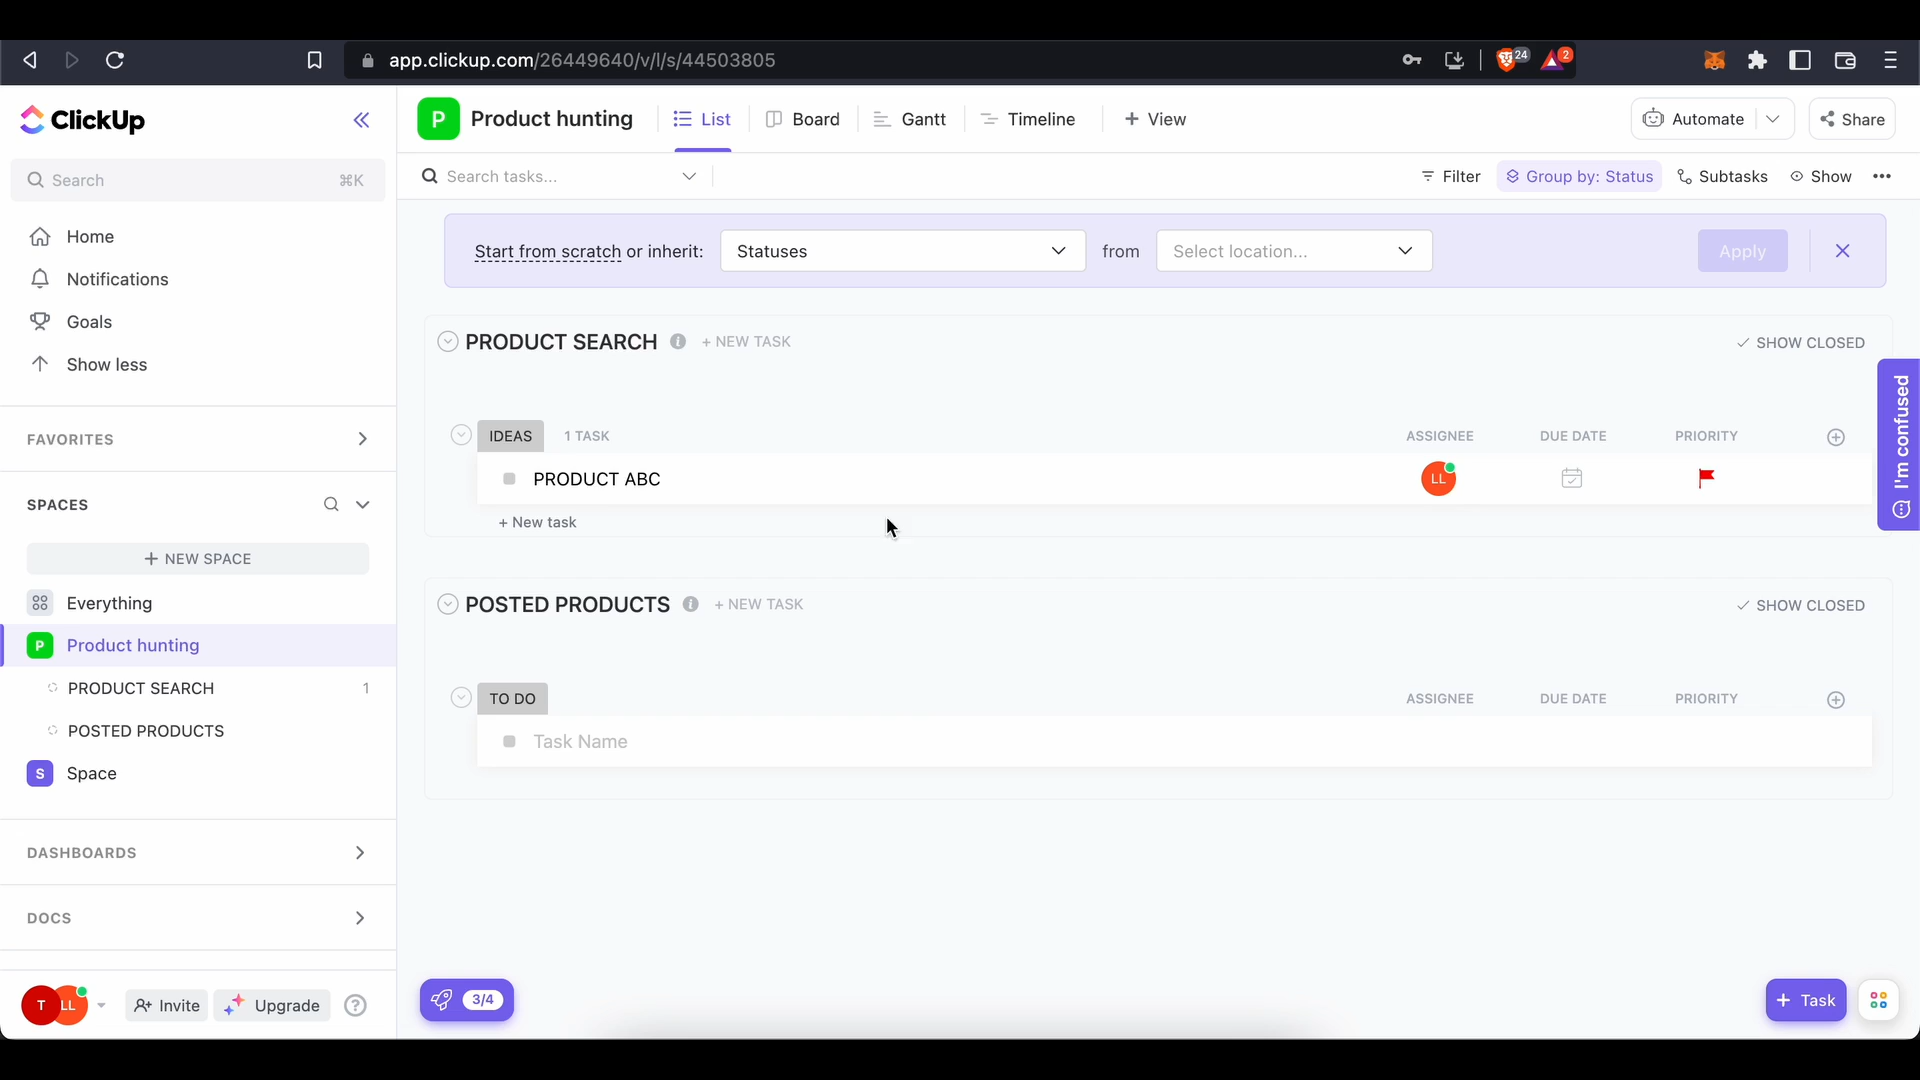 app.clickup.com/26449640/v/l/s/44503805
24
2
ClickUp
Search ⌘K
Home
Notifications
Goals
Show less
FAVORITES
SPACES
+ NEW SPACE
Everything
P Product hunting
PRODUCT SEARCH 1
POSTED PRODUCTS
S Space
DASHBOARDS
DOCS
T LL Invite Upgrade ?
P Product hunting List Board Gantt Timeline + View Automate Share
Search tasks... Filter Group by: Status Subtasks Show •••
Start from scratch or inherit: Statuses from Select location... Apply
PRODUCT SEARCH i + NEW TASK SHOW CLOSED
IDEAS 1 TASK ASSIGNEE DUE DATE PRIORITY
PRODUCT ABC LL
+ New task
POSTED PRODUCTS i + NEW TASK SHOW CLOSED
TO DO ASSIGNEE DUE DATE PRIORITY
Task Name
I'm confused
3/4
+ Task